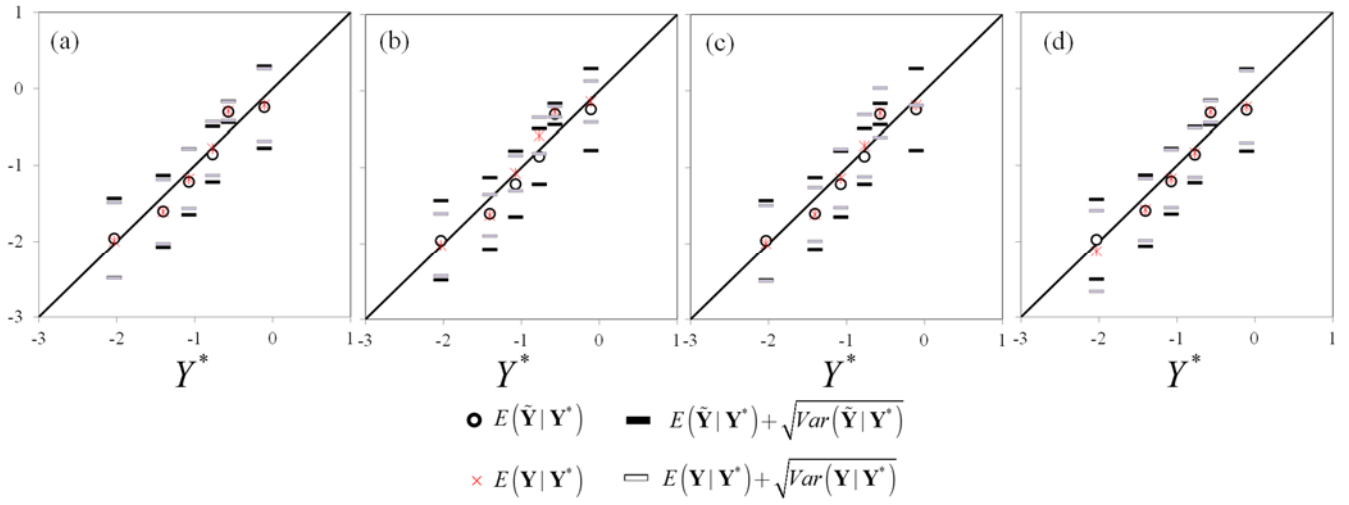 1
(a) (b) (c) (d)
0
-1
-2
-3
-3 -2 -1 0 1 -3 -2 -1 0 1 -3 -2 -1 0 1 -3 -2 -1 0 1
Y* Y* Y* Y*
E(Ỹ | Y*) E(Ỹ | Y*) + √Var(Ỹ | Y*)
E(Y | Y*) E(Y | Y*) + √Var(Y | Y*)